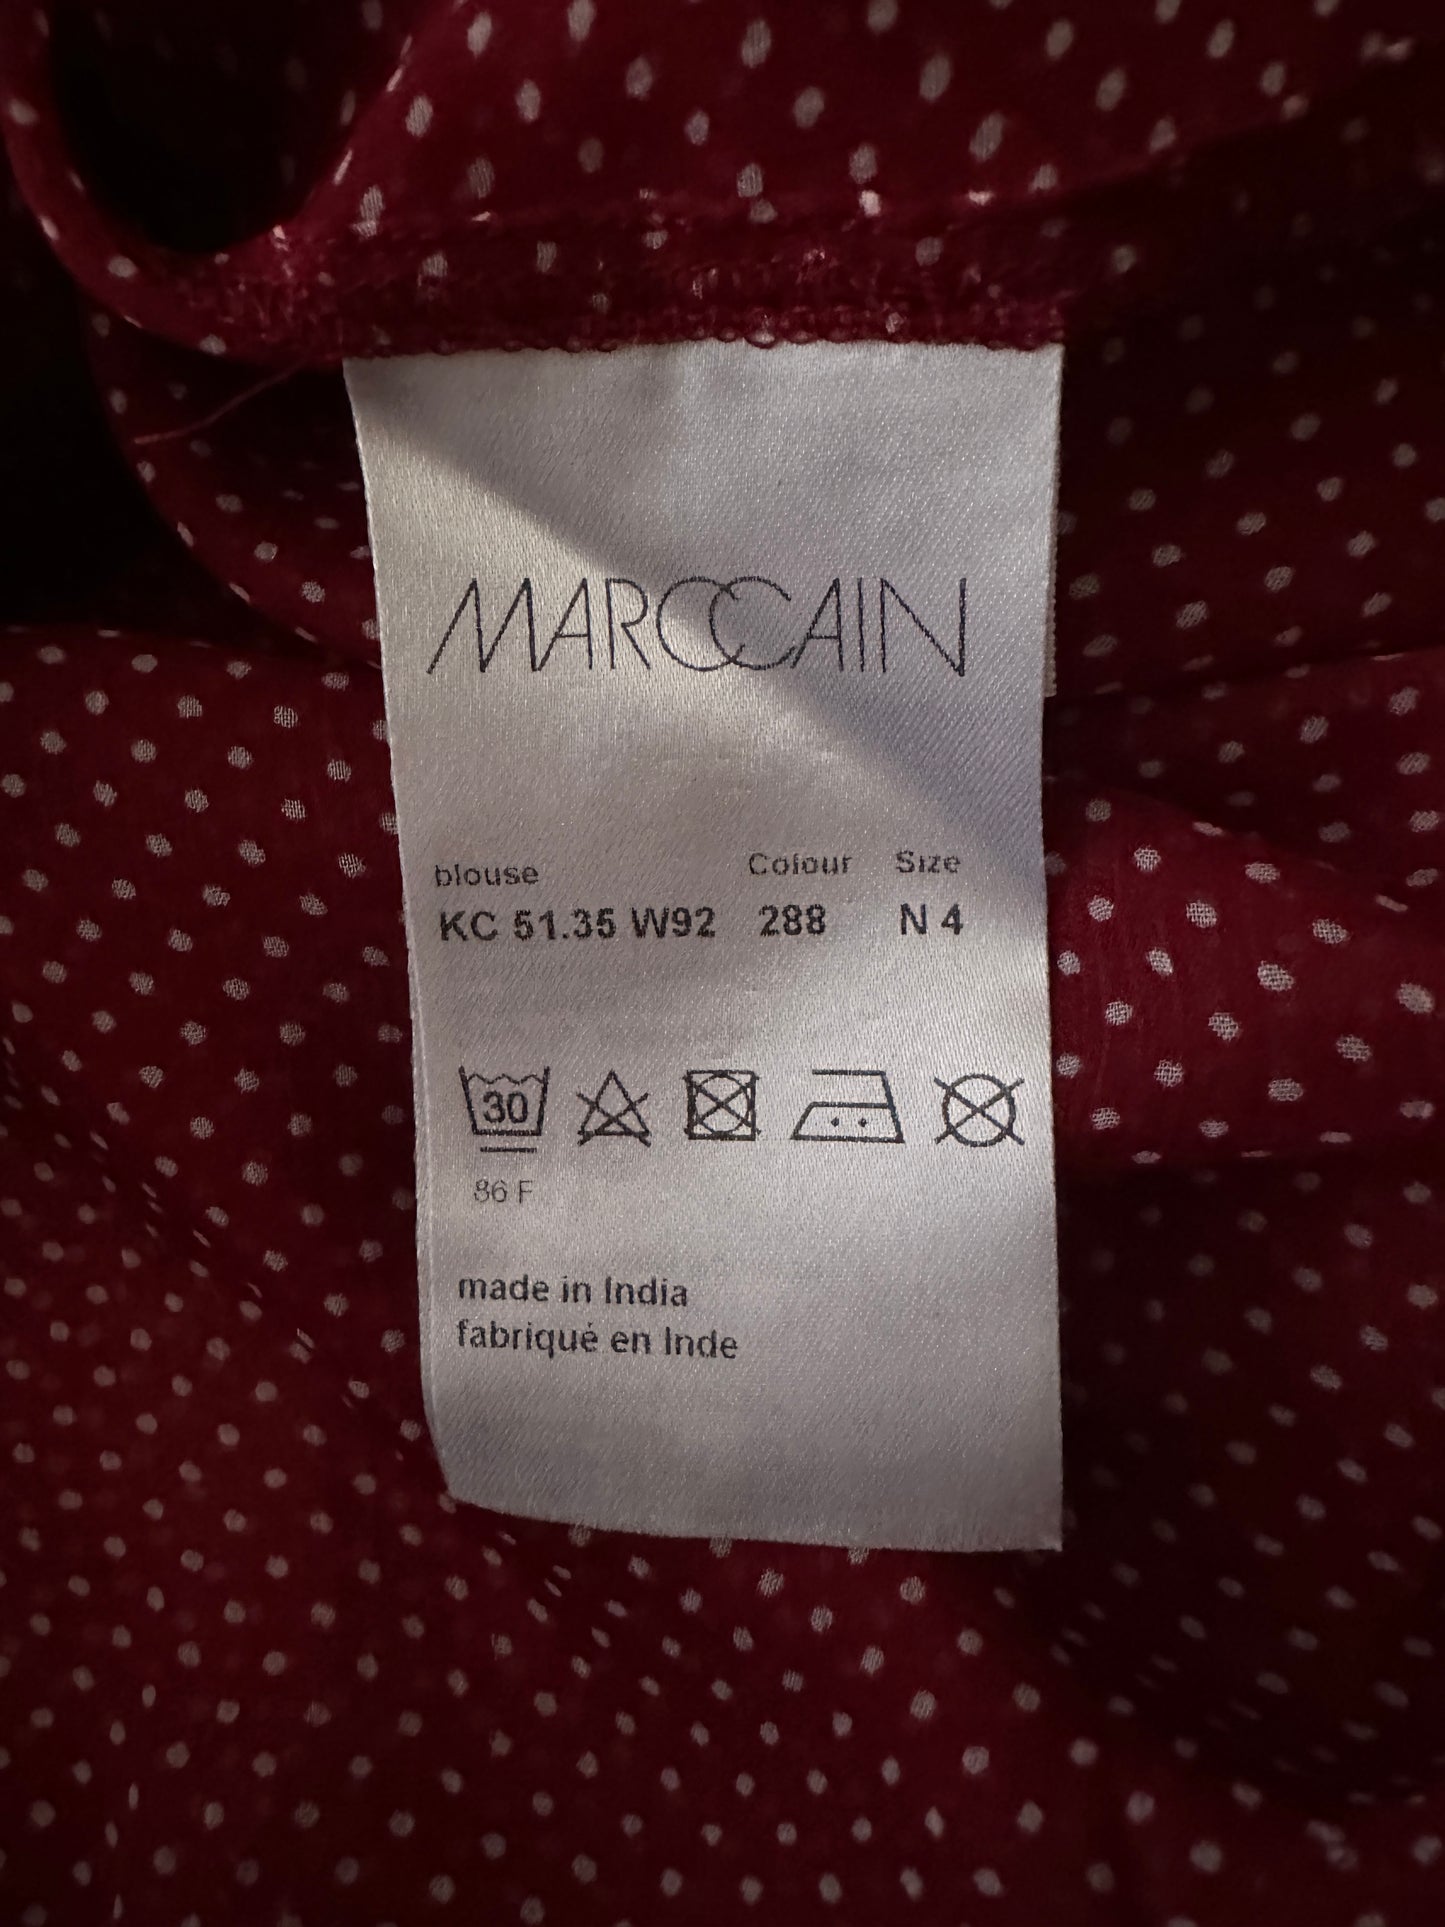 MARCCAIN
blouse Colour Size
KC 51.35 W92 288 N 4
30
86 F
made in India
fabriqué en Inde